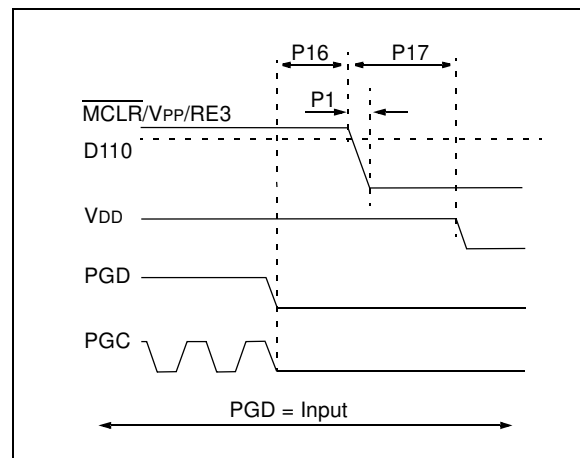 P16 P17
P1
MCLR/VPP/RE3
D110
VDD
PGD
PGC
PGD = Input